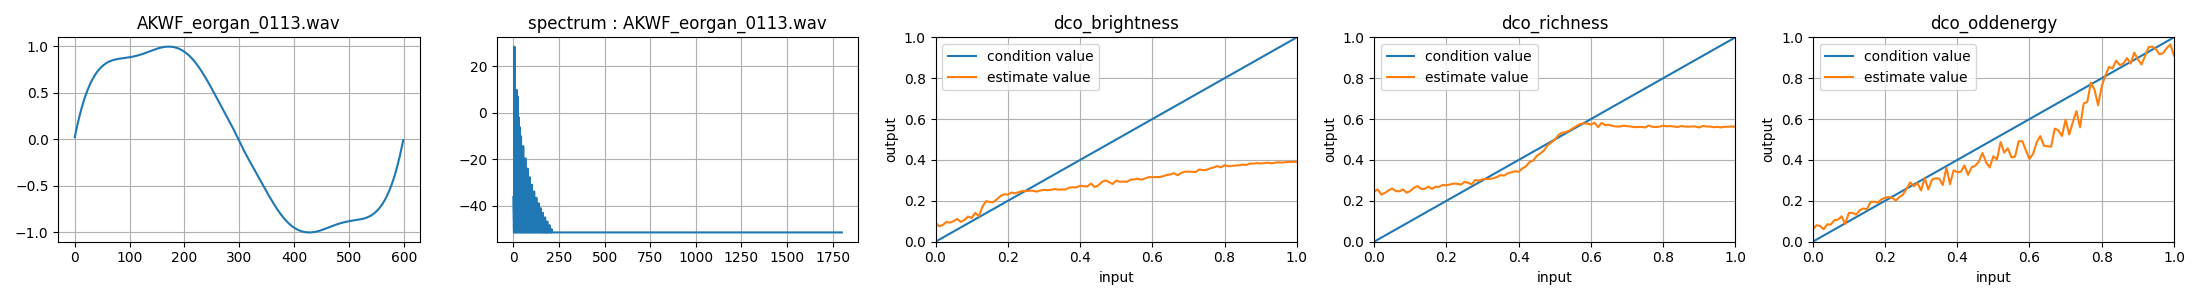 AKWF_eorgan_0113.wav
1.0
0.5
0.0
−0.5
−1.0
0 100 200 300 400 500 600
spectrum : AKWF_eorgan_0113.wav
20
0
−20
−40
0 250 500 750 1000 1250 1500 1750
dco_brightness
condition value
estimate value
output
1.0
0.8
0.6
0.4
0.2
0.0
0.0 0.2 0.4 0.6 0.8 1.0
input
dco_richness
condition value
estimate value
output
1.0
0.8
0.6
0.4
0.2
0.0
0.0 0.2 0.4 0.6 0.8 1.0
input
dco_oddenergy
condition value
estimate value
output
1.0
0.8
0.6
0.4
0.2
0.0
0.0 0.2 0.4 0.6 0.8 1.0
input